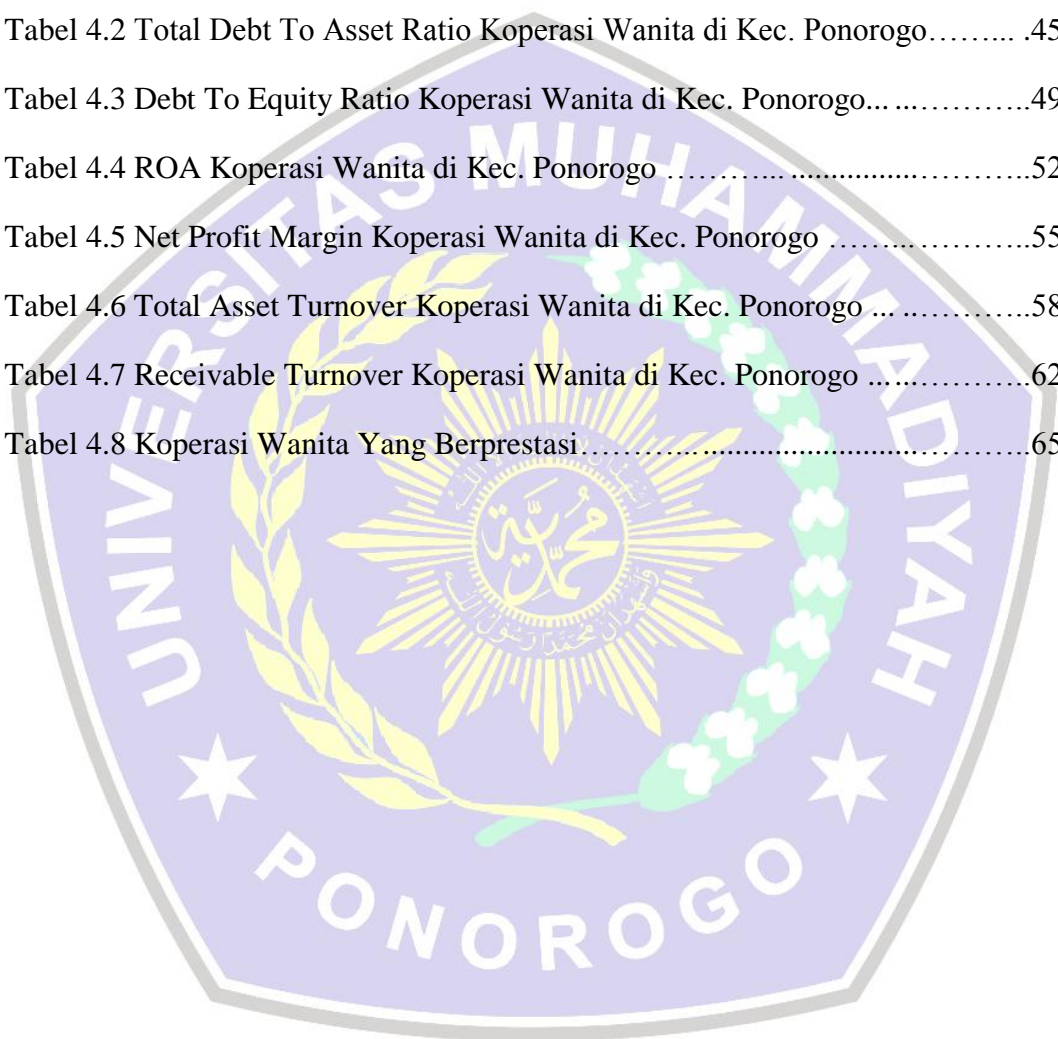 Tabel 4.2 Total Debt To Asset Ratio Koperasi Wanita di Kec. Ponorogo……... .45
Tabel 4.3 Debt To Equity Ratio Koperasi Wanita di Kec. Ponorogo... ...………..49
Tabel 4.4 ROA Koperasi Wanita di Kec. Ponorogo ……….... ................………..52
Tabel 4.5 Net Profit Margin Koperasi Wanita di Kec. Ponorogo ……...………..55
Tabel 4.6 Total Asset Turnover Koperasi Wanita di Kec. Ponorogo ... ..………..58
Tabel 4.7 Receivable Turnover Koperasi Wanita di Kec. Ponorogo ......………..62
Tabel 4.8 Koperasi Wanita Yang Berprestasi………... ...........................………..65
UNIVERSITAS MUHAMMADIYAH
PONOROGO
محمدية